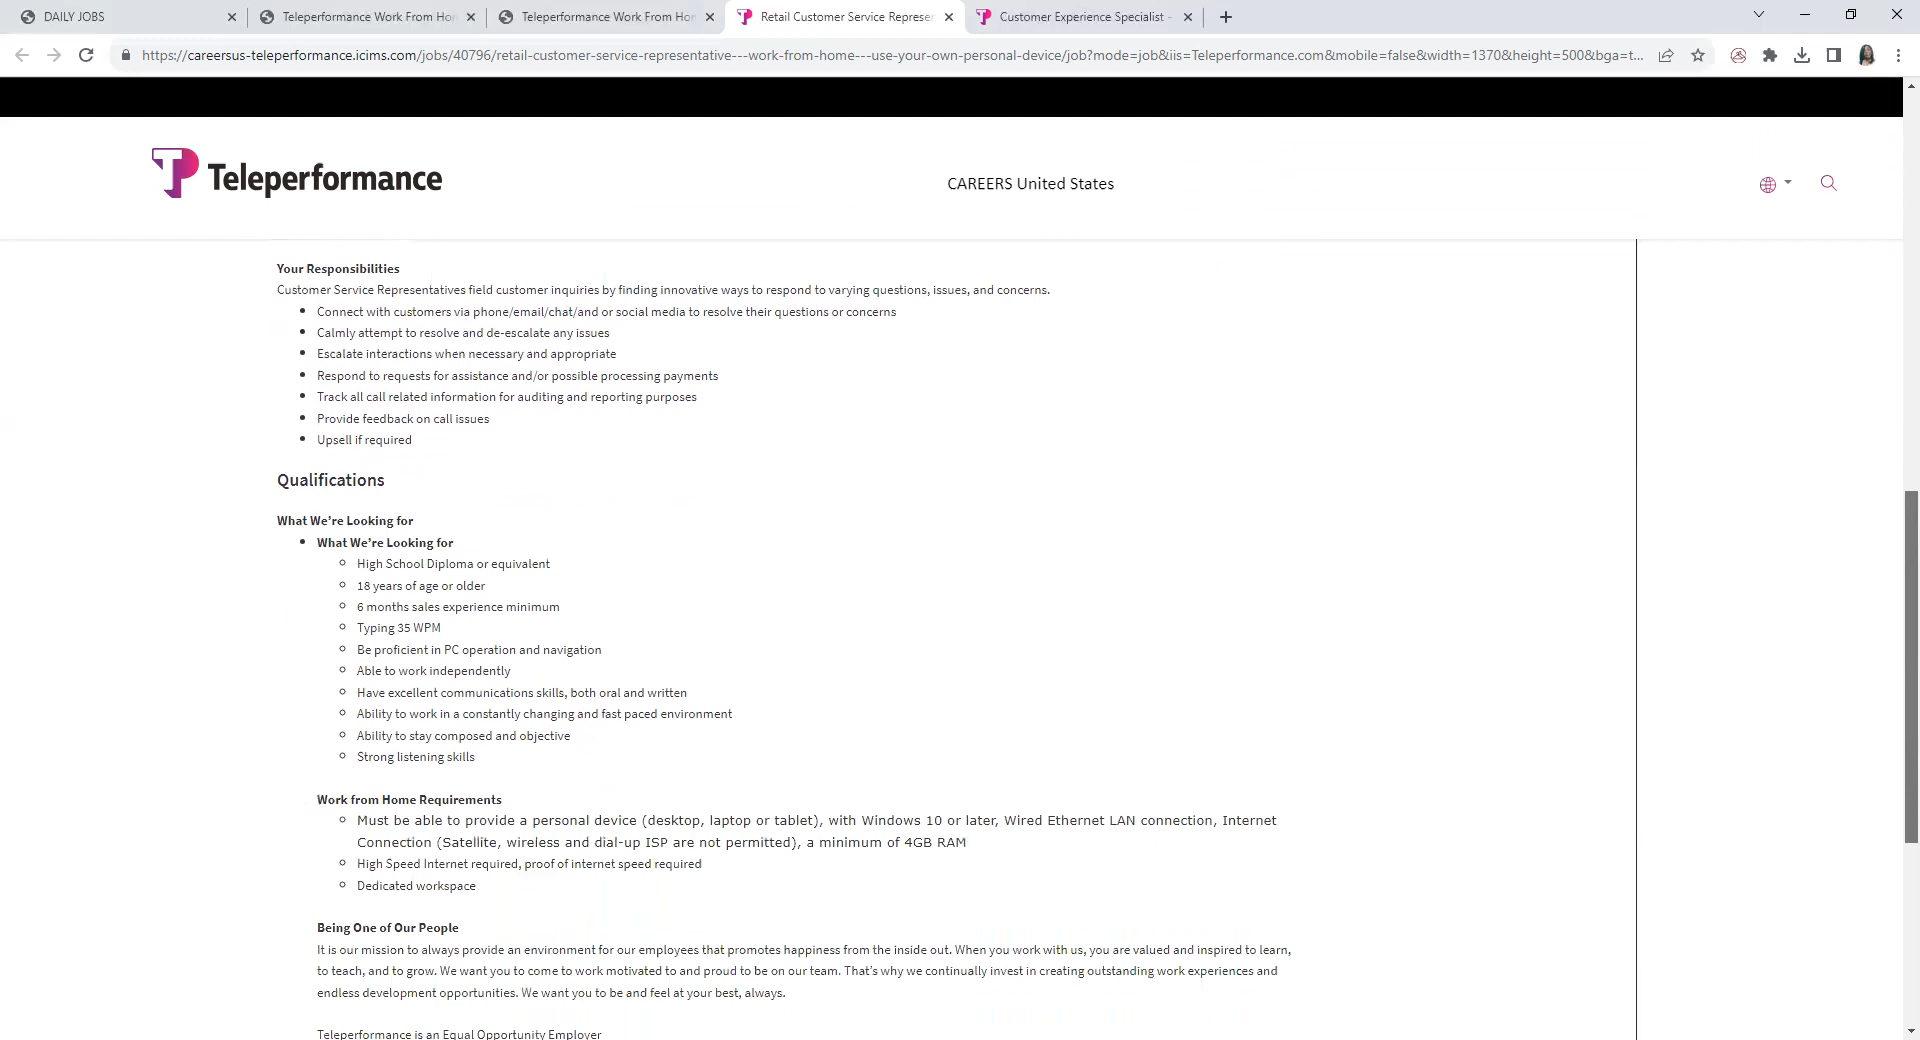 DAILY JOBS
Teleperformance Work From Hom
Teleperformance Work From Hom
Retail Customer Service Represen
Customer Experience Specialist -
https://careersus-teleperformance.icims.com/jobs/40796/retail-customer-service-representative---work-from-home---use-your-own-personal-device/job?mode=job&iis=Teleperformance.com&mobile=false&width=1370&height=500&bga=t...
Teleperformance
CAREERS United States
Your Responsibilities
Customer Service Representatives field customer inquiries by finding innovative ways to respond to varying questions, issues, and concerns.
Connect with customers via phone/email/chat/and or social media to resolve their questions or concerns
Calmly attempt to resolve and de-escalate any issues
Escalate interactions when necessary and appropriate
Respond to requests for assistance and/or possible processing payments
Track all call related information for auditing and reporting purposes
Provide feedback on call issues
Upsell if required
Qualifications
What We’re Looking for
What We’re Looking for
High School Diploma or equivalent
18 years of age or older
6 months sales experience minimum
Typing 35 WPM
Be proficient in PC operation and navigation
Able to work independently
Have excellent communications skills, both oral and written
Ability to work in a constantly changing and fast paced environment
Ability to stay composed and objective
Strong listening skills
Work from Home Requirements
Must be able to provide a personal device (desktop, laptop or tablet), with Windows 10 or later, Wired Ethernet LAN connection, Internet
Connection (Satellite, wireless and dial-up ISP are not permitted), a minimum of 4GB RAM
High Speed Internet required, proof of internet speed required
Dedicated workspace
Being One of Our People
It is our mission to always provide an environment for our employees that promotes happiness from the inside out. When you work with us, you are valued and inspired to learn,
to teach, and to grow. We want you to come to work motivated to and proud to be on our team. That’s why we continually invest in creating outstanding work experiences and
endless development opportunities. We want you to be and feel at your best, always.
Teleperformance is an Equal Opportunity Employer